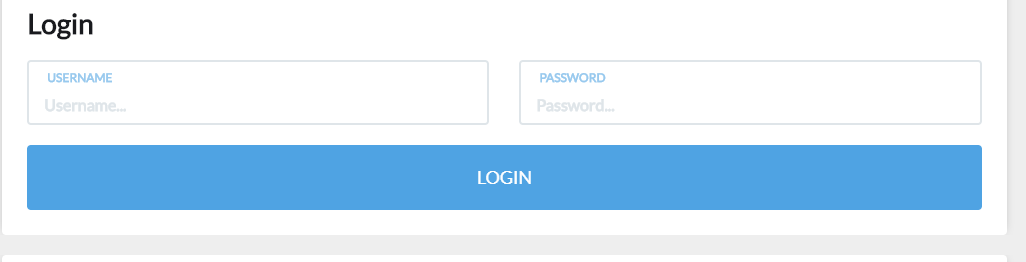 Login
USERNAME
Username...
PASSWORD
Password...
LOGIN